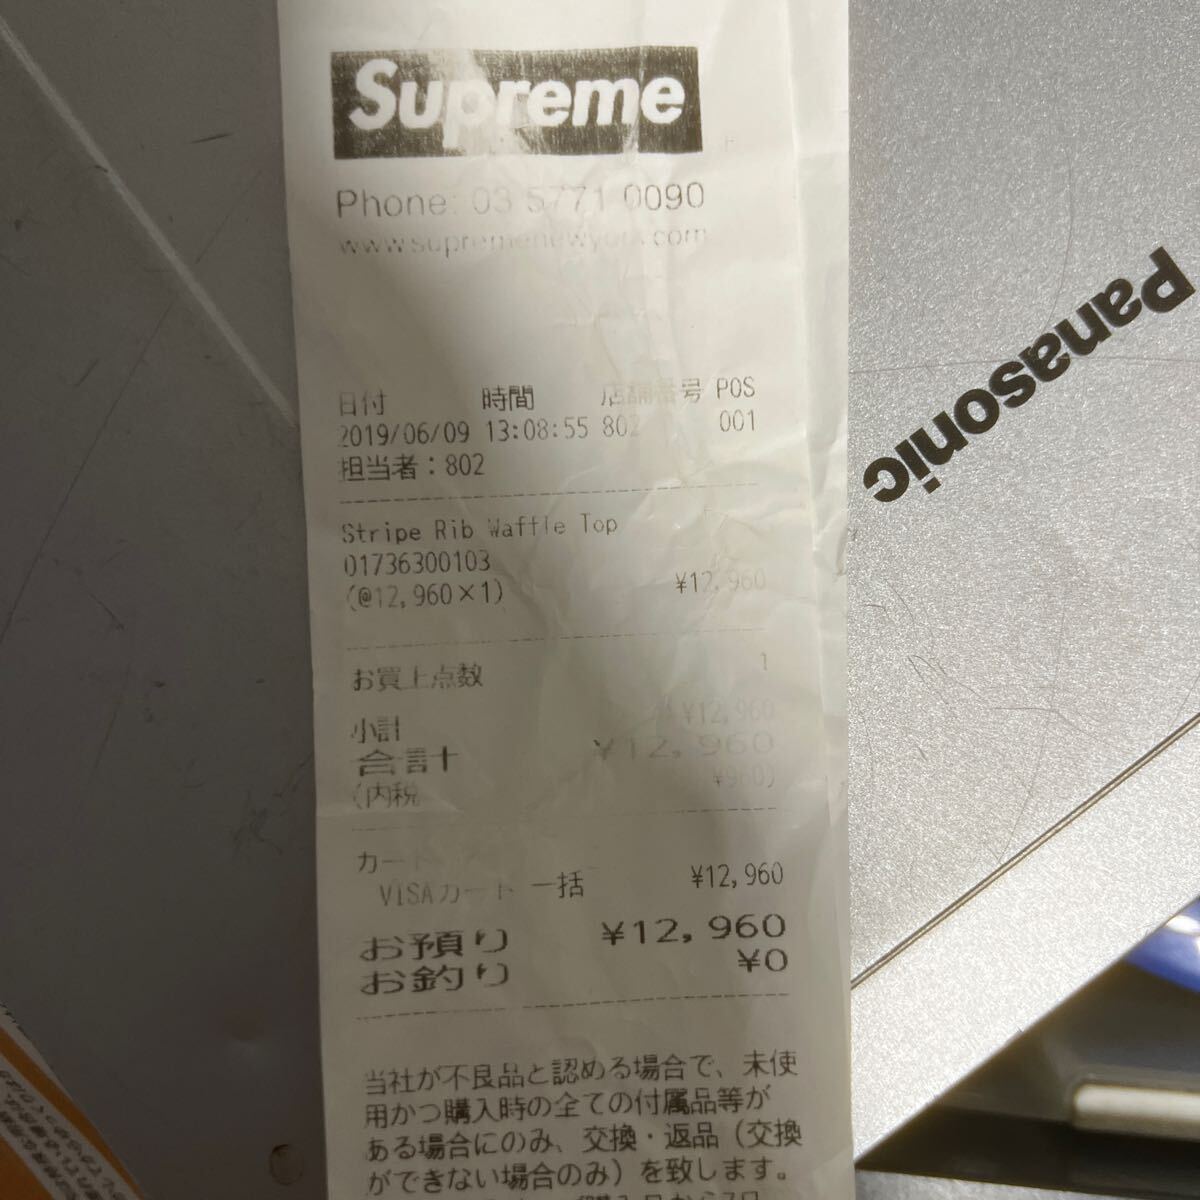 Supreme
Phone: 03 5771 0090
www.supremenewyork.com
日付 時間 店舗番号 POS
2019/06/09 13:08:55 802 001
担当者：802
Stripe Rib Waffle Top
01736300103
(@12,960×1) ¥12,960
お買上点数 1
小計 ¥12,960
合計 ¥12,960
(内税 ¥960)
カード
VISAカード 一括 ¥12,960
お預り ¥12,960
お釣り ¥0
当社が不良品と認める場合で、未使
用かつ購入時の全ての付属品等が
ある場合にのみ、交換・返品（交換
ができない場合のみ）を致します。
Panasonic